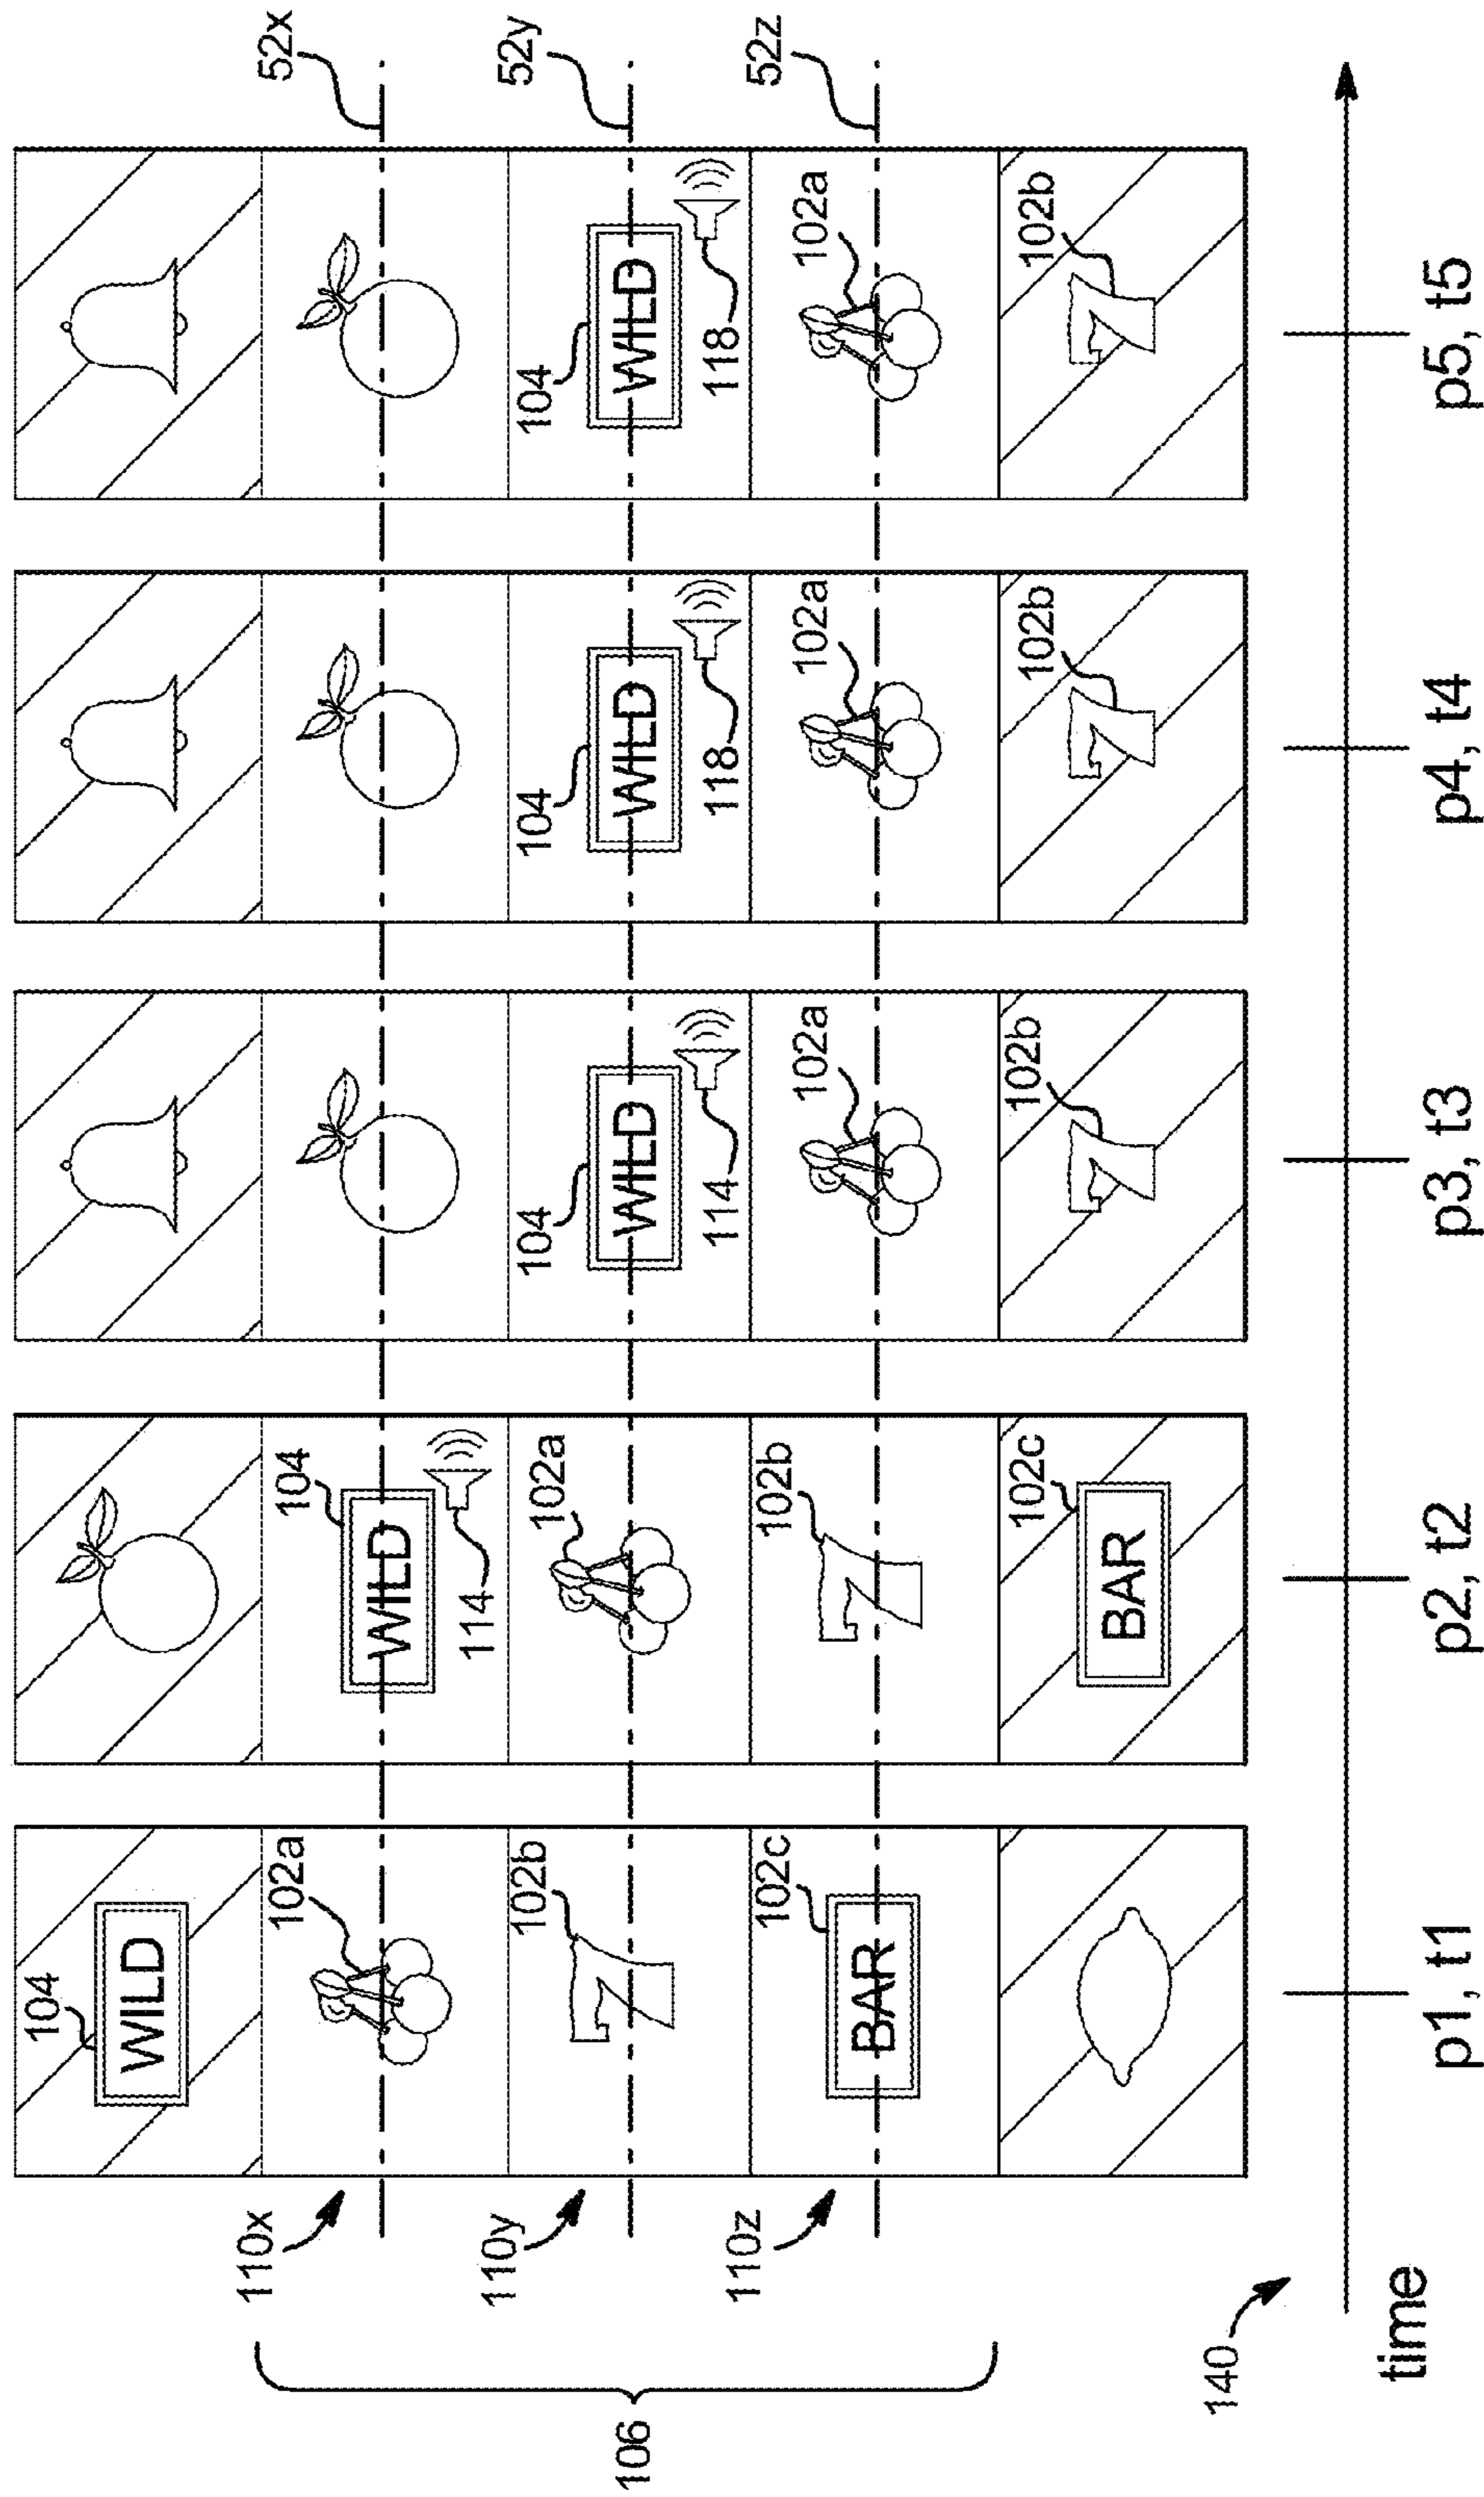 52x
52y
52z
104
WILD
102a
102b
102c
BAR
104
WILD
114
102a
102b
102c
BAR
104
WILD
114
102a
102b
104
WILD
118
102a
102b
104
WILD
118
102a
102b
110x
110y
110z
106
140
time
p1, t1
p2, t2
p3, t3
p4, t4
p5, t5